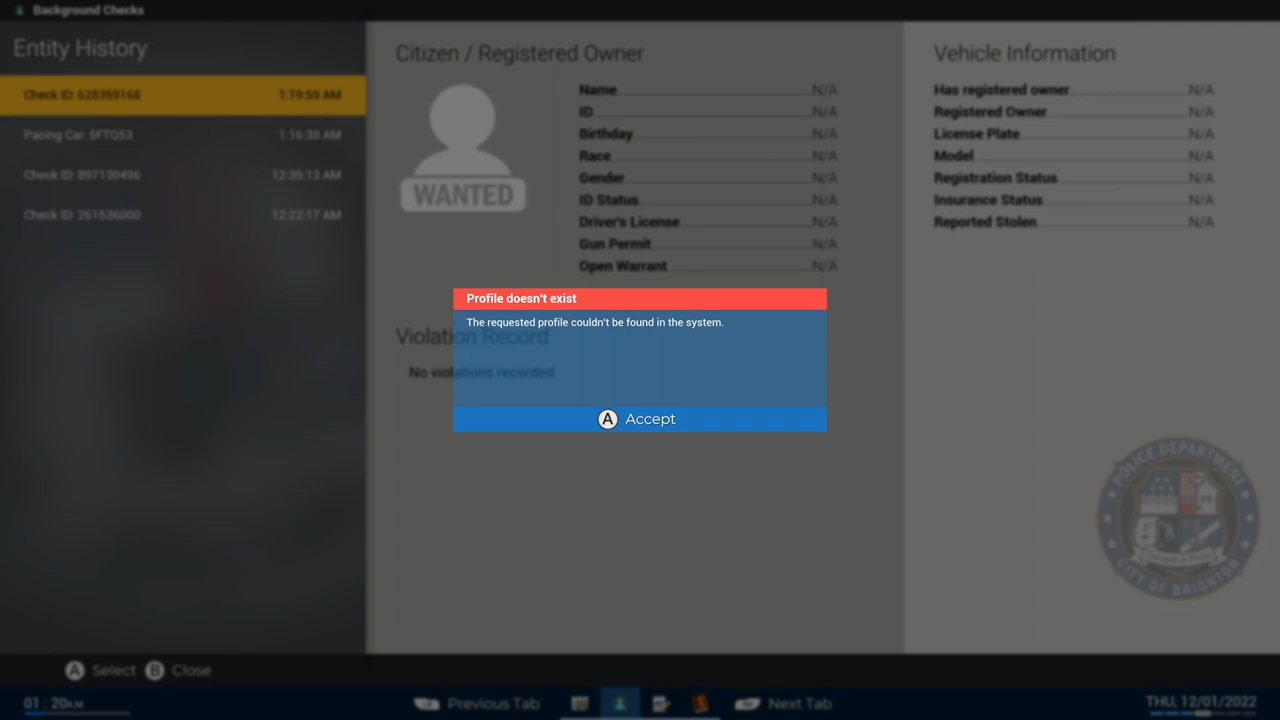 Background Checks
Entity History
Check ID: 628359168 1:19:59 AM
Pacing Car: 5FTQ53 1:16:38 AM
Check ID: 897130496 12:35:13 AM
Check ID: 261536000 12:22:17 AM
Citizen / Registered Owner
WANTED
Name N/A
ID N/A
Birthday N/A
Race N/A
Gender N/A
ID Status N/A
Driver's License N/A
Gun Permit N/A
Open Warrant N/A
Violation Record
No violations recorded
Vehicle Information
Has registered owner N/A
Registered Owner N/A
License Plate N/A
Model N/A
Registration Status N/A
Insurance Status N/A
Reported Stolen N/A
Profile doesn't exist
The requested profile couldn't be found in the system.
A Accept
POLICE DEPARTMENT
CITY OF BRIGHTON
A Select B Close
01 : 20 AM
Previous Tab
Next Tab
THU, 12/01/2022